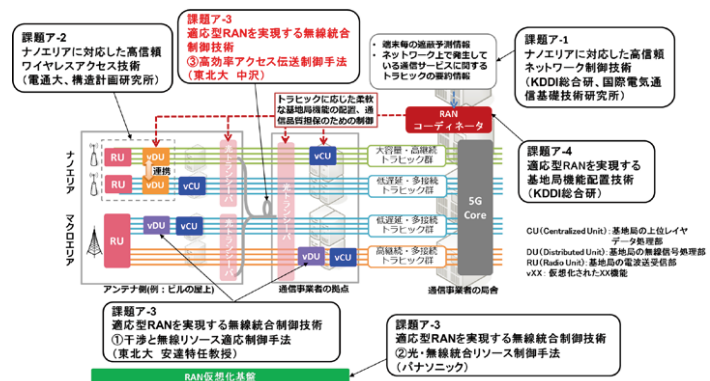 課題ア-2
ナノエリアに対応した高信頼
ワイヤレスアクセス技術
(電通大、構造計画研究所)
課題ア-3
適応型RANを実現する無線統合
制御技術
③高効率アクセス伝送制御手法
(東北大 中沢)
・ 端末毎の遮蔽予測情報
・ ネットワーク上で発生して
いる通信サービスに関する
トラヒックの要約情報
課題ア-1
ナノエリアに対応した高信頼
ネットワーク制御技術
(KDDI総合研、国際電気通
信基礎技術研究所)
トラヒックに応じた柔軟
な基地局機能の配置、通
信品質担保のための制御
RAN
コーディネータ
課題ア-4
適応型RANを実現する
基地局機能配置技術
(KDDI総合研)
ナノエリア
RU
vDU
連携
RU
vDU
vCU
光トランシーバ
光トランシーバ
vCU
大容量・高継続
トラヒック群
低遅延・多接続
トラヒック群
マクロエリア
RU
vDU
vCU
光トランシーバ
vDU
vCU
低遅延・多接続
トラヒック群
高継続・多接続
トラヒック群
5G
Core
CU(Centralized Unit):基地局の上位レイヤ
データ処理部
DU(Distributed Unit):基地局の無線信号処理部
RU(Radio Unit):基地局の電波送受信部
vXX:仮想化されたXX機能
アンテナ側(例:ビルの屋上)
通信事業者の拠点
通信事業者の局舎
課題ア-3
適応型RANを実現する無線統合制御技術
①干渉と無線リソース適応制御手法
(東北大 安達特任教授)
課題ア-3
適応型RANを実現する無線統合制御技術
②光・無線統合リソース制御手法
(パナソニック)
RAN仮想化基盤